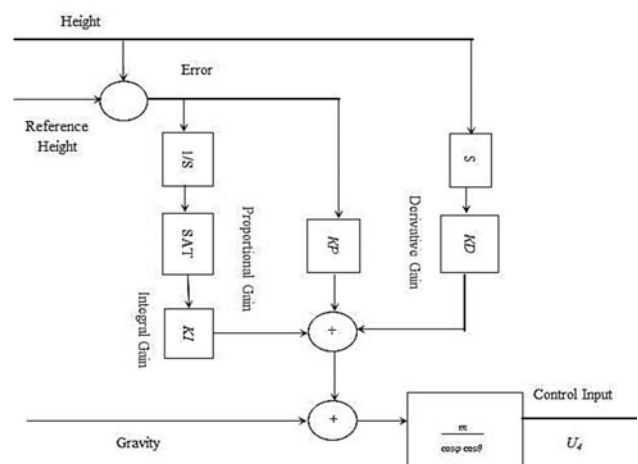 Height
Error
Reference
Height
1/S
S
SAT
Proportional Gain
KP
Derivative Gain
KD
Integral Gain
KI
+
+
Gravity
m
cosφ cosθ
Control Input
U4